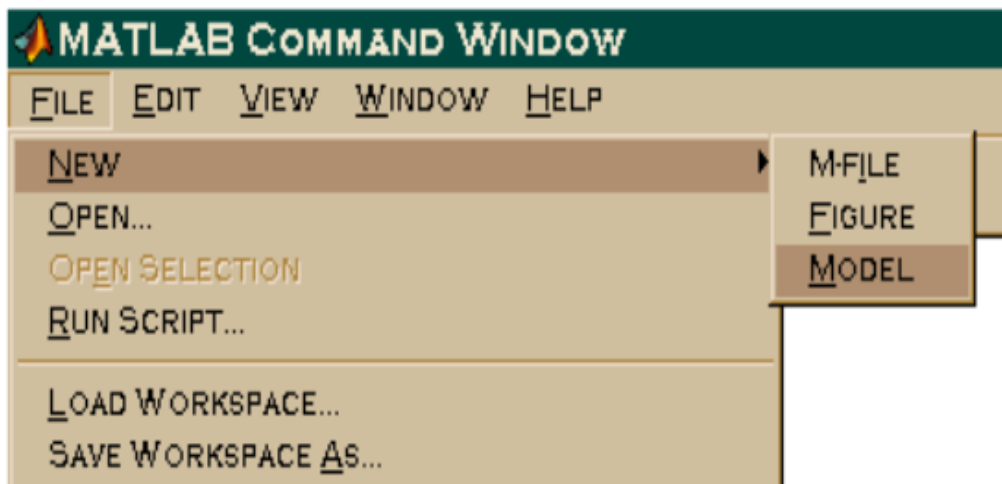 MATLAB COMMAND WINDOW
FILE EDIT VIEW WINDOW HELP
NEW M-FILE
OPEN... FIGURE
OPEN SELECTION MODEL
RUN SCRIPT...
LOAD WORKSPACE...
SAVE WORKSPACE AS...